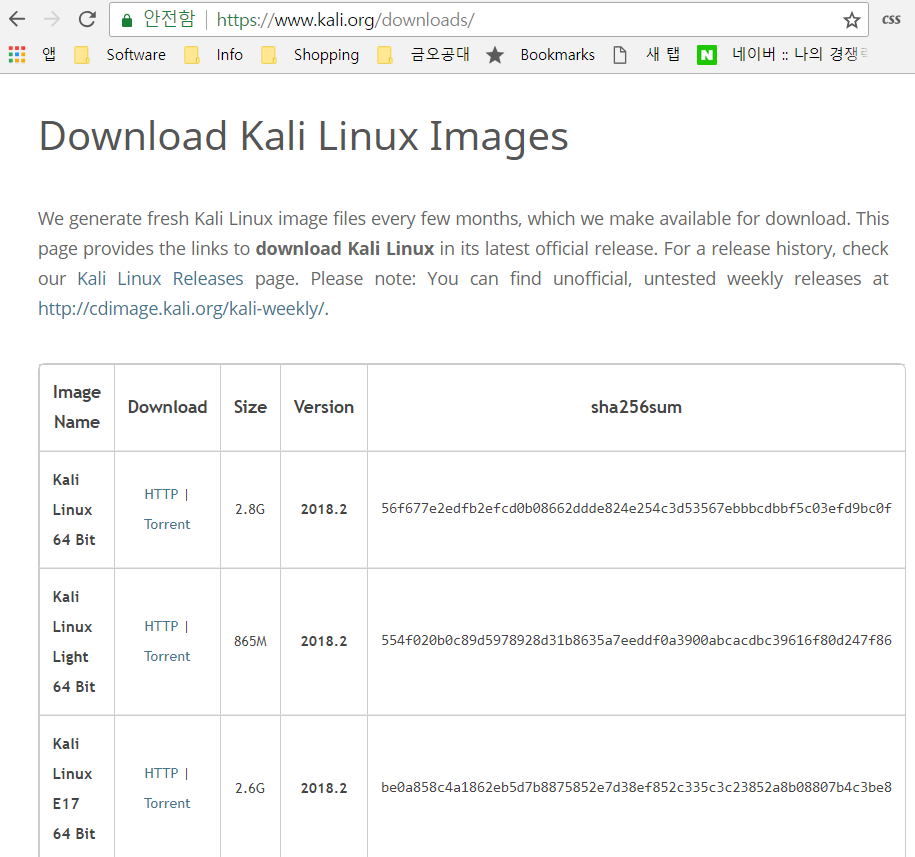 안전함 https://www.kali.org/downloads/ css
앱 Software Info Shopping 금오공대 Bookmarks 새 탭 N 네이버 :: 나의 경쟁
Download Kali Linux Images
We generate fresh Kali Linux image files every few months, which we make available for download. This
page provides the links to download Kali Linux in its latest official release. For a release history, check
our Kali Linux Releases page. Please note: You can find unofficial, untested weekly releases at
http://cdimage.kali.org/kali-weekly/.
Image Name Download Size Version sha256sum
Kali Linux 64 Bit HTTP | Torrent 2.8G 2018.2 56f677e2edfb2efcd0b08662ddde824e254c3d53567ebbbcdbbf5c03efd9bc0f
Kali Linux Light 64 Bit HTTP | Torrent 865M 2018.2 554f020b0c89d5978928d31b8635a7eeddf0a3900abcacdbc39616f80d247f86
Kali Linux E17 64 Bit HTTP | Torrent 2.6G 2018.2 be0a858c4a1862eb5d7b8875852e7d38ef852c335c3c23852a8b08807b4c3be8